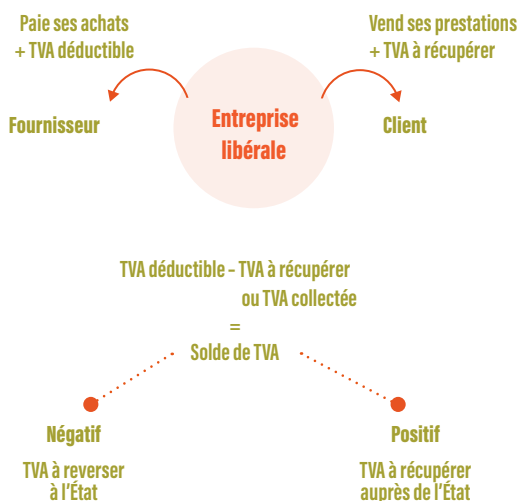 Paie ses achats
+ TVA déductible
Vend ses prestations
+ TVA à récupérer
Fournisseur
Entreprise
libérale
Client
TVA déductible - TVA à récupérer
ou TVA collectée
=
Solde de TVA
Négatif
TVA à reverser
à l'État
Positif
TVA à récupérer
auprès de l'État